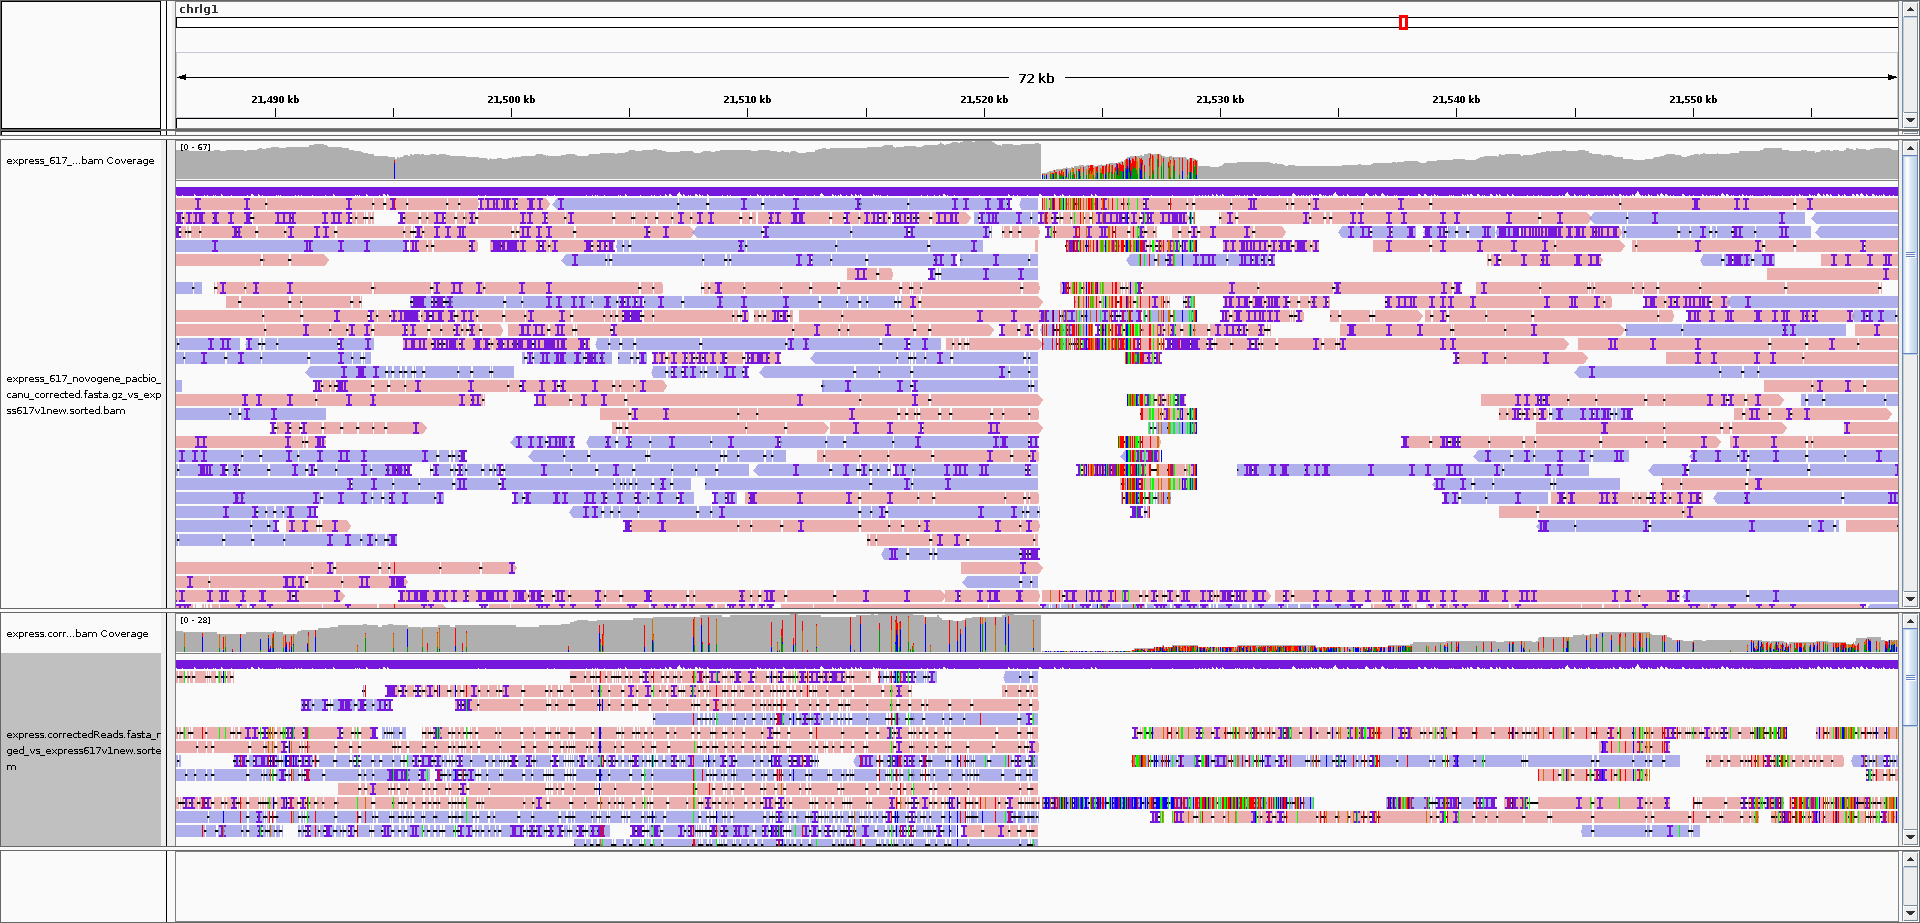 chrlg1
72 kb
21,490 kb 21,500 kb 21,510 kb 21,520 kb 21,530 kb 21,540 kb 21,550 kb
[0 - 67]
express_617_...bam Coverage
express_617_novogene_pacbio_
canu_corrected.fasta.gz_vs_exp
ss617v1new.sorted.bam
[0 - 28]
express.corr...bam Coverage
express.correctedReads.fasta_r
ged_vs_express617v1new.sorte
m